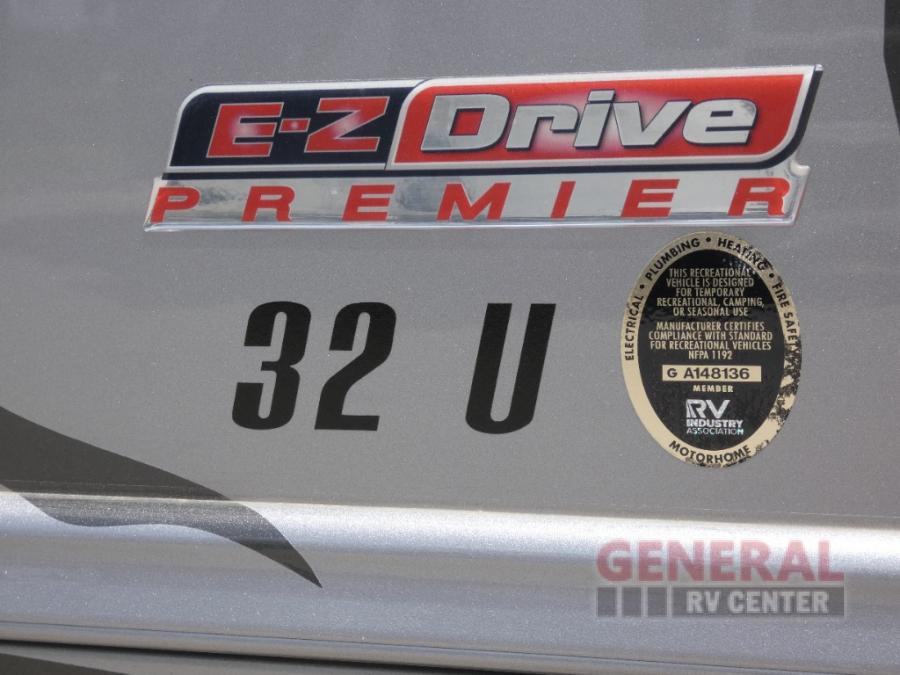 E-Z Drive
PREMIER
32 U
ELECTRICAL • PLUMBING • HEATING • FIRE SAFETY
THIS RECREATIONAL
VEHICLE IS DESIGNED
FOR TEMPORARY
RECREATIONAL, CAMPING,
OR SEASONAL USE
MANUFACTURER CERTIFIES
COMPLIANCE WITH STANDARD
FOR RECREATIONAL VEHICLES
NFPA 1192
G A148136
MEMBER
RV
INDUSTRY
ASSOCIATION
MOTORHOME
GENERAL
RV CENTER